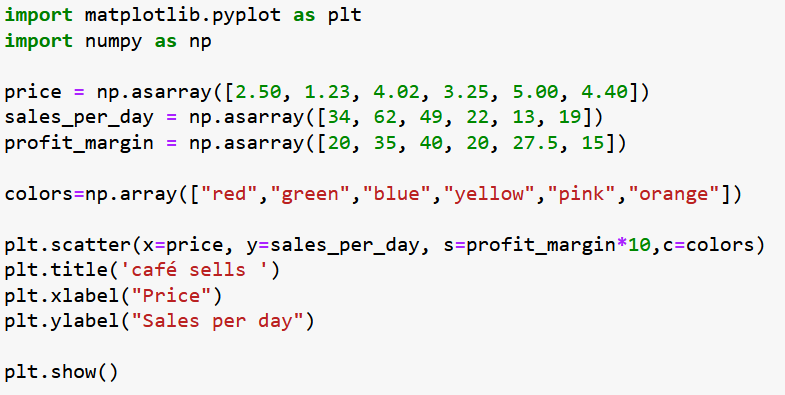 import matplotlib.pyplot as plt
import numpy as np
price = np.asarray([2.50, 1.23, 4.02, 3.25, 5.00, 4.40])
sales_per_day = np.asarray([34, 62, 49, 22, 13, 19])
profit_margin = np.asarray([20, 35, 40, 20, 27.5, 15])
colors=np.array(["red","green","blue","yellow","pink","orange"])
plt.scatter(x=price, y=sales_per_day, s=profit_margin*10,c=colors)
plt.title('café sells ')
plt.xlabel("Price")
plt.ylabel("Sales per day")
plt.show()